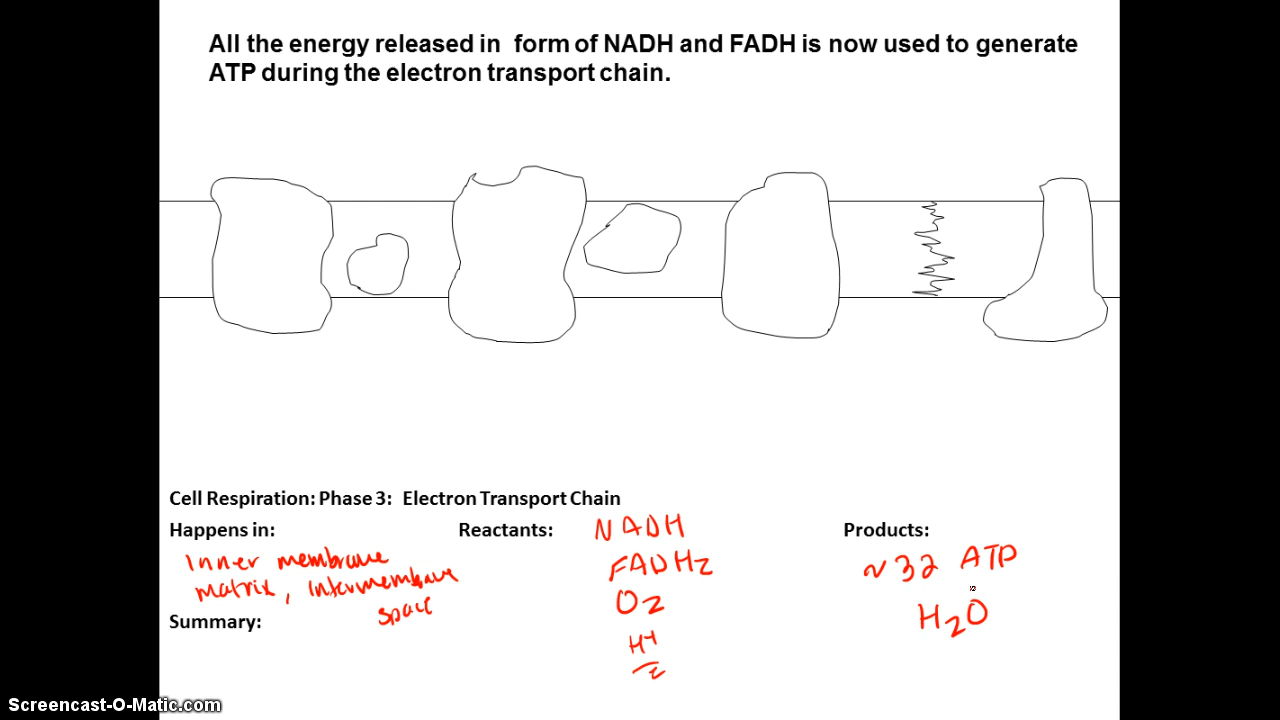 All the energy released in form of NADH and FADH is now used to generate
ATP during the electron transport chain.
Cell Respiration: Phase 3: Electron Transport Chain
Happens in: Reactants: Products:
Inner membrane
matrix, intermembrane
space
NADH
FADH2
O2
H+
~32 ATP
H2O
Summary:
Screencast-O-Matic.com